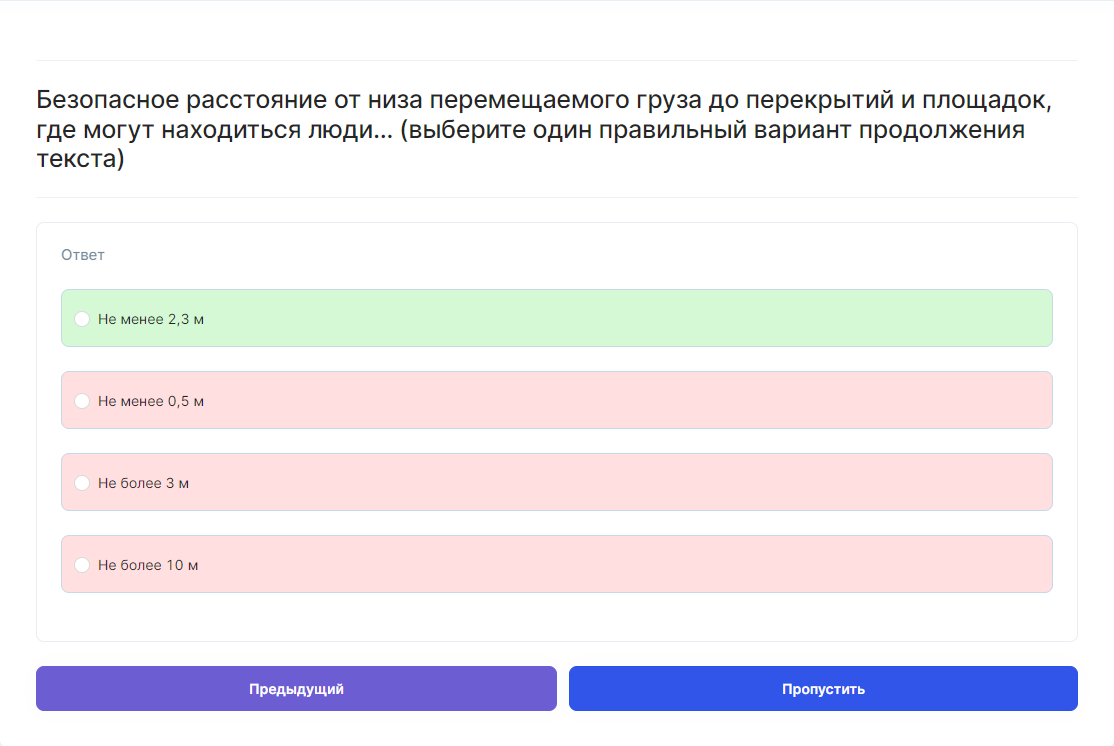 Безопасное расстояние от низа перемещаемого груза до перекрытий и площадок,
где могут находиться люди... (выберите один правильный вариант продолжения
текста)
Ответ
Не менее 2,3 м
Не менее 0,5 м
Не более 3 м
Не более 10 м
Предыдущий
Пропустить